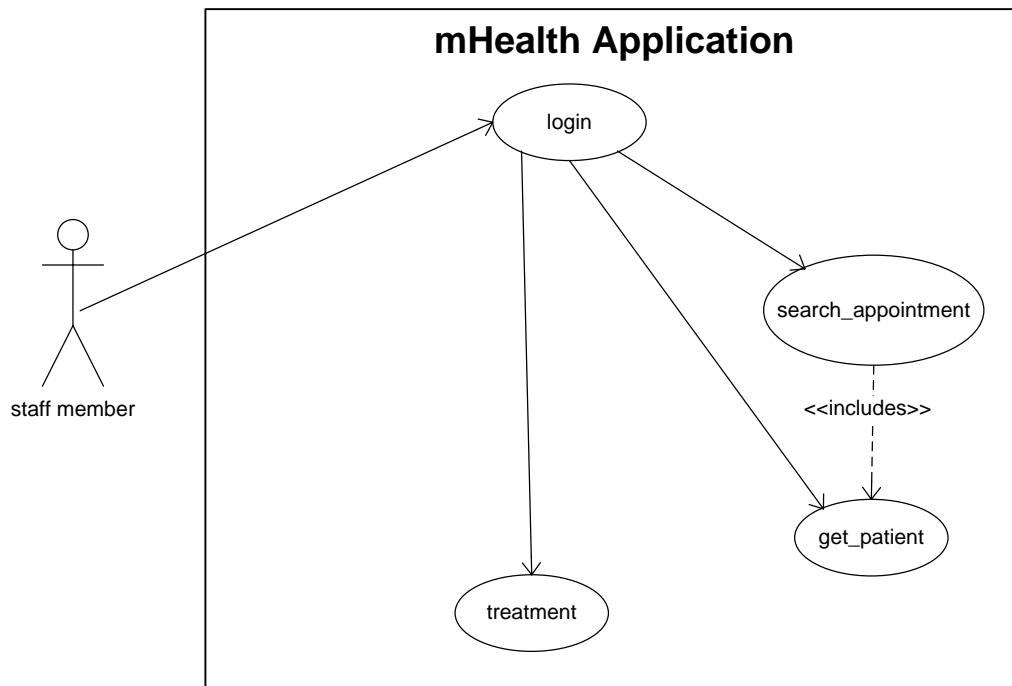 mHealth Application
login
search_appointment
staff member
<<includes>>
get_patient
treatment